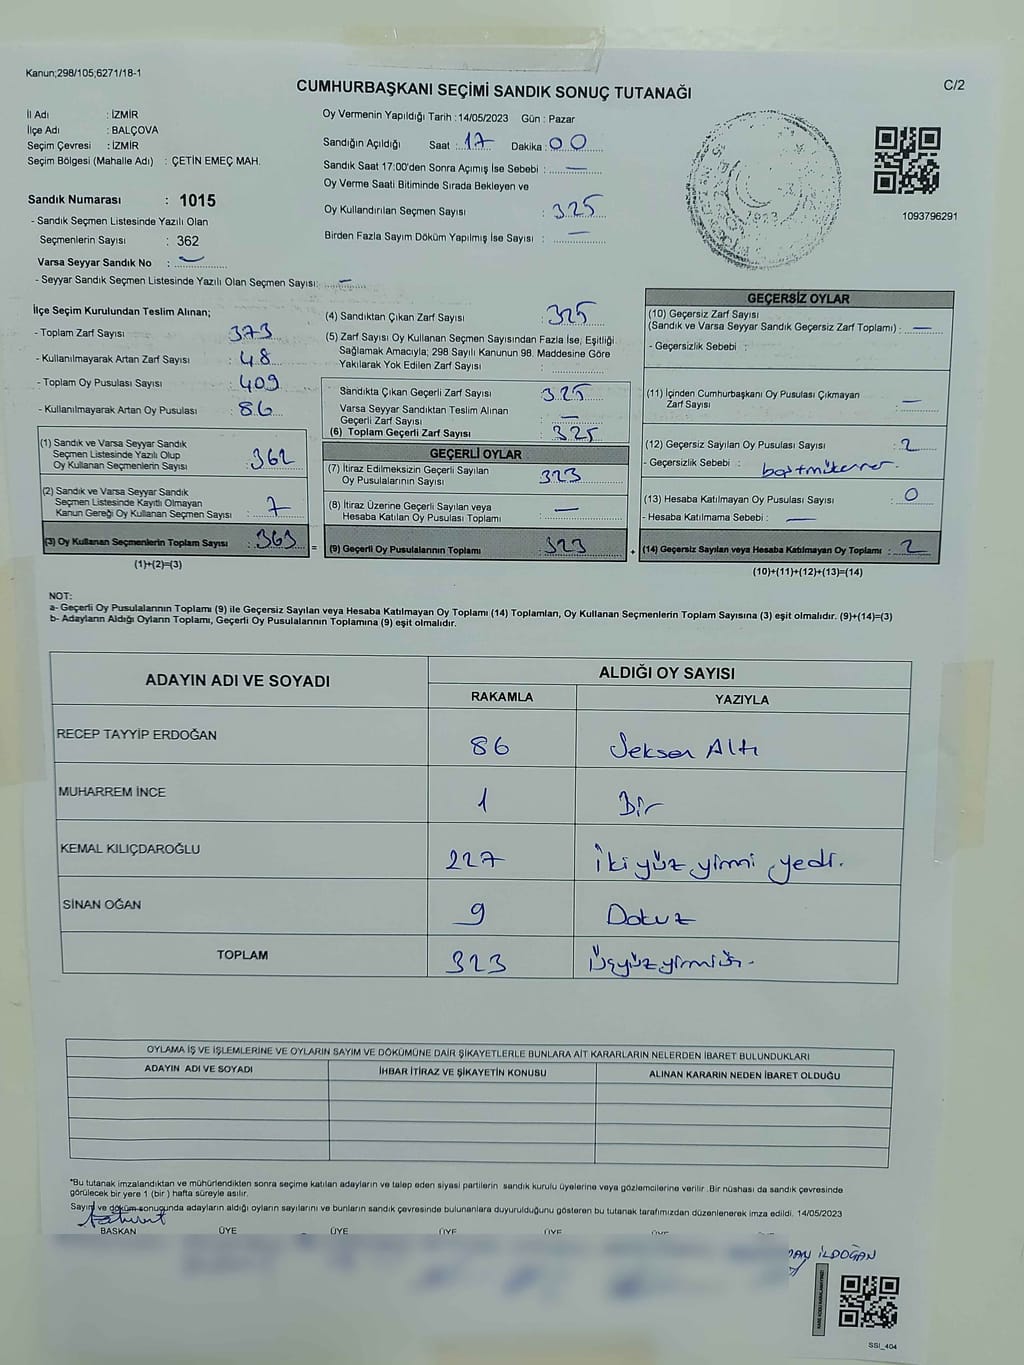 Kanun;298/105;6271/18-1
C/2
CUMHURBAŞKANI SEÇİMİ SANDIK SONUÇ TUTANAĞI
İl Adı : İZMİR
İlçe Adı : BALÇOVA
Seçim Çevresi : İZMİR
Seçim Bölgesi (Mahalle Adı) : ÇETİN EMEÇ MAH.
Sandık Numarası : 1015
- Sandık Seçmen Listesinde Yazılı Olan
Seçmenlerin Sayısı : 362
Varsa Seyyar Sandık No : —
- Seyyar Sandık Seçmen Listesinde Yazılı Olan Seçmen Sayısı: —
Oy Vermenin Yapıldığı Tarih : 14/05/2023 Gün : Pazar
Sandığın Açıldığı Saat : 17 Dakika : 00
Sandık Saat 17:00'den Sonra Açımış İse Sebebi : —
Oy Verme Saati Bitiminde Sırada Bekleyen ve
Oy Kullandırılan Seçmen Sayısı : 325
Birden Fazla Sayım Döküm Yapılmış İse Sayısı : —
1923
1093796291
İlçe Seçim Kurulundan Teslim Alınan;
- Toplam Zarf Sayısı : 373
- Kullanılmayarak Artan Zarf Sayısı : 48
- Toplam Oy Pusulası Sayısı : 409
- Kullanılmayarak Artan Oy Pusulası : 86
(1) Sandık ve Varsa Seyyar Sandık
Seçmen Listesinde Yazılı Olup
Oy Kullanan Seçmenlerin Sayısı : 362
(2) Sandık ve Varsa Seyyar Sandık
Seçmen Listesinde Kayıtlı Olmayan
Kanun Gereği Oy Kullanan Seçmen Sayısı : 7
(3) Oy Kullanan Seçmenlerin Toplam Sayısı : 363
(1)+(2)=(3)
(4) Sandıktan Çıkan Zarf Sayısı : 325
(5) Zarf Sayısı Oy Kullanan Seçmen Sayısından Fazla İse, Eşitliği
Sağlamak Amacıyla; 298 Sayılı Kanunun 98. Maddesine Göre
Yakılarak Yok Edilen Zarf Sayısı :
Sandıkta Çıkan Geçerli Zarf Sayısı : 325
Varsa Seyyar Sandıktan Teslim Alınan
Geçerli Zarf Sayısı : —
(6) Toplam Geçerli Zarf Sayısı : 325
GEÇERLİ OYLAR
(7) İtiraz Edilmeksizin Geçerli Sayılan
Oy Pusulalarının Sayısı : 323
(8) İtiraz Üzerine Geçerli Sayılan veya
Hesaba Katılan Oy Pusulası Toplamı : —
= (9) Geçerli Oy Pusulalarının Toplamı : 323
GEÇERSİZ OYLAR
(10) Geçersiz Zarf Sayısı
(Sandık ve Varsa Seyyar Sandık Geçersiz Zarf Toplamı) : —
- Geçersizlik Sebebi :
(11) İçinden Cumhurbaşkanı Oy Pusulası Çıkmayan
Zarf Sayısı : —
(12) Geçersiz Sayılan Oy Pusulası Sayısı : 2
- Geçersizlik Sebebi :
(13) Hesaba Katılmayan Oy Pusulası Sayısı : 0
- Hesaba Katılmama Sebebi : —
+ (14) Geçersiz Sayılan veya Hesaba Katılmayan Oy Toplamı : 2
(10)+(11)+(12)+(13)=(14)
NOT:
a- Geçerli Oy Pusulalarının Toplamı (9) ile Geçersiz Sayılan veya Hesaba Katılmayan Oy Toplamı (14) Toplamları, Oy Kullanan Seçmenlerin Toplam Sayısına (3) eşit olmalıdır. (9)+(14)=(3)
b- Adayların Aldığı Oyların Toplamı, Geçerli Oy Pusulalarının Toplamına (9) eşit olmalıdır.
ADAYIN ADI VE SOYADI
ALDIĞI OY SAYISI
RAKAMLA YAZIYLA
RECEP TAYYİP ERDOĞAN 86 Seksen Altı
MUHARREM İNCE 1 Bir
KEMAL KILIÇDAROĞLU 227 İkiyüz yirmi yedi.
SİNAN OĞAN 9 Dokuz
TOPLAM 323 Üçyüzyirmiüç.
OYLAMA İŞ VE İŞLEMLERİNE VE OYLARIN SAYIM VE DÖKÜMÜNE DAİR ŞİKAYETLERLE BUNLARA AİT KARARLARIN NELERDEN İBARET BULUNDUKLARI
ADAYIN ADI VE SOYADI İHBAR İTİRAZ VE ŞİKAYETİN KONUSU ALINAN KARARIN NEDEN İBARET OLDUĞU
*Bu tutanak imzalandıktan ve mühürlendikten sonra seçime katılan adayların ve talep eden siyasi partilerin sandık kurulu üyelerine veya gözlemcilerine verilir .Bir nüshası da sandık çevresinde
görülecek bir yere 1 (bir ) hafta süreyle asılır.
Sayım ve döküm sonucunda adayların aldığı oyların sayılarını ve bunların sandık çevresinde bulunanlara duyurulduğunu gösteren bu tutanak tarafımızdan düzenlenerek imza edildi. 14/05/2023
BAŞKAN ÜYE ÜYE ÜYE ÜYE ÜYE
İLDOĞAN
SSI_404